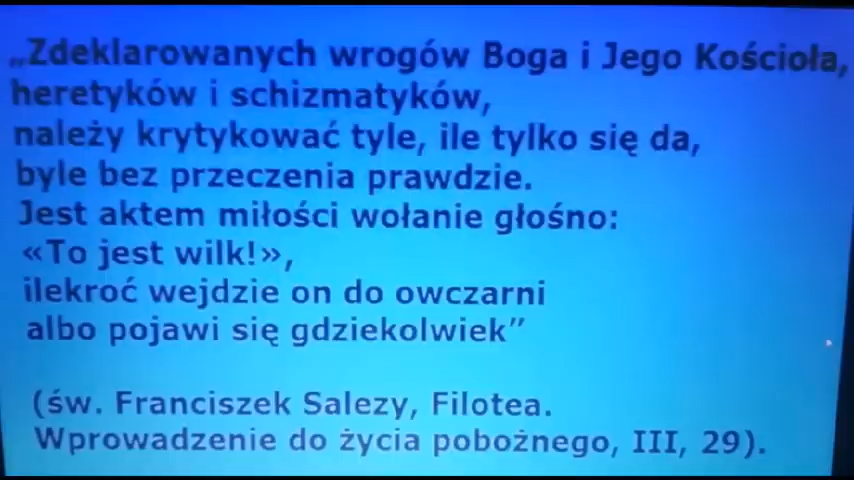 „Zdeklarowanych wrogów Boga i Jego Kościoła,
heretyków i schizmatyków,
należy krytykować tyle, ile tylko się da,
byle bez przeczenia prawdzie.
Jest aktem miłości wołanie głośno:
«To jest wilk!»,
ilekroć wejdzie on do owczarni
albo pojawi się gdziekolwiek”
(św. Franciszek Salezy, Filotea.
Wprowadzenie do życia pobożnego, III, 29).